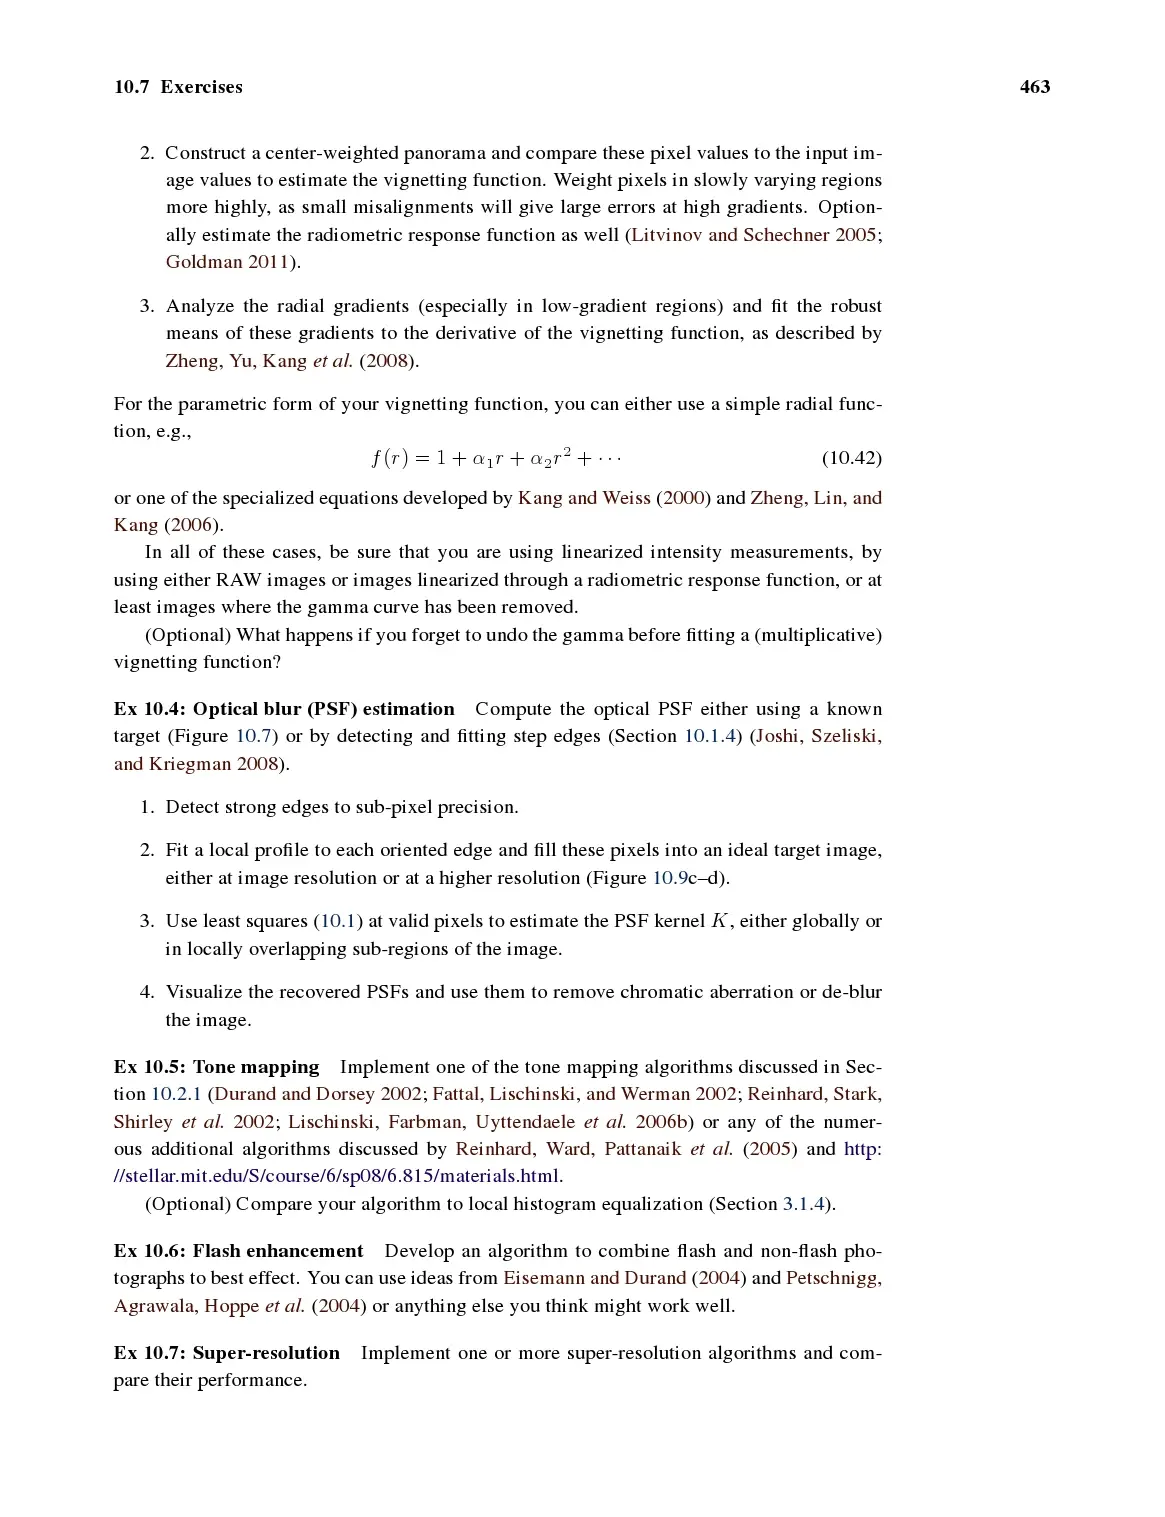 10.7 Exercises 463
2. Construct a center-weighted panorama and compare these pixel values to the input im-
age values to estimate the vignetting function. Weight pixels in slowly varying regions
more highly, as small misalignments will give large errors at high gradients. Option-
ally estimate the radiometric response function as well (Litvinov and Schechner 2005;
Goldman 2011).
3. Analyze the radial gradients (especially in low-gradient regions) and fit the robust
means of these gradients to the derivative of the vignetting function, as described by
Zheng, Yu, Kang et al. (2008).
For the parametric form of your vignetting function, you can either use a simple radial func-
tion, e.g.,
f(r) = 1 + α₁r + α₂r² + ··· (10.42)
or one of the specialized equations developed by Kang and Weiss (2000) and Zheng, Lin, and
Kang (2006).
In all of these cases, be sure that you are using linearized intensity measurements, by
using either RAW images or images linearized through a radiometric response function, or at
least images where the gamma curve has been removed.
(Optional) What happens if you forget to undo the gamma before fitting a (multiplicative)
vignetting function?
Ex 10.4: Optical blur (PSF) estimation Compute the optical PSF either using a known
target (Figure 10.7) or by detecting and fitting step edges (Section 10.1.4) (Joshi, Szeliski,
and Kriegman 2008).
1. Detect strong edges to sub-pixel precision.
2. Fit a local profile to each oriented edge and fill these pixels into an ideal target image,
either at image resolution or at a higher resolution (Figure 10.9c–d).
3. Use least squares (10.1) at valid pixels to estimate the PSF kernel K, either globally or
in locally overlapping sub-regions of the image.
4. Visualize the recovered PSFs and use them to remove chromatic aberration or de-blur
the image.
Ex 10.5: Tone mapping Implement one of the tone mapping algorithms discussed in Sec-
tion 10.2.1 (Durand and Dorsey 2002; Fattal, Lischinski, and Werman 2002; Reinhard, Stark,
Shirley et al. 2002; Lischinski, Farbman, Uyttendaele et al. 2006b) or any of the numer-
ous additional algorithms discussed by Reinhard, Ward, Pattanaik et al. (2005) and http:
//stellar.mit.edu/S/course/6/sp08/6.815/materials.html.
(Optional) Compare your algorithm to local histogram equalization (Section 3.1.4).
Ex 10.6: Flash enhancement Develop an algorithm to combine flash and non-flash pho-
tographs to best effect. You can use ideas from Eisemann and Durand (2004) and Petschnigg,
Agrawala, Hoppe et al. (2004) or anything else you think might work well.
Ex 10.7: Super-resolution Implement one or more super-resolution algorithms and com-
pare their performance.